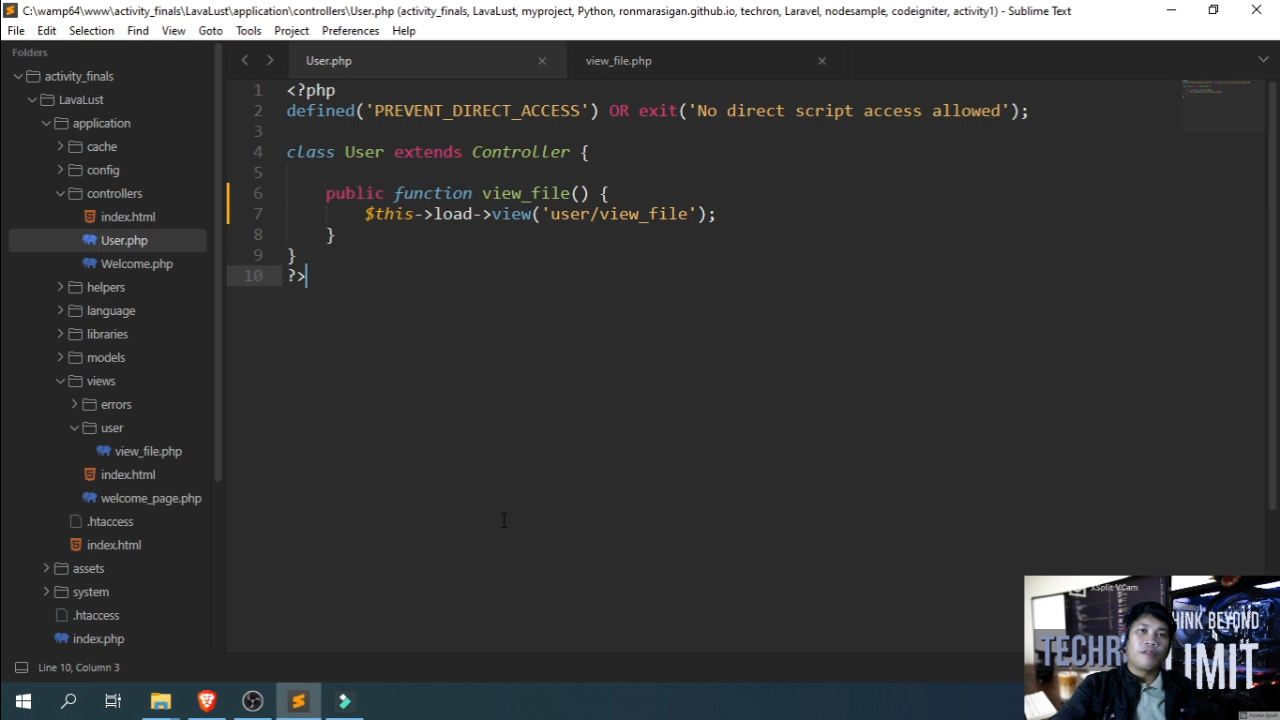 C:\wamp64\www\activity_finals\LavaLust\application\controllers\User.php (activity_finals, LavaLust, myproject, Python, ronmarasigan.github.io, techron, Laravel, nodesample, codeigniter, activity1) - Sublime Text
File Edit Selection Find View Goto Tools Project Preferences Help
Folders
activity_finals
LavaLust
application
cache
config
controllers
index.html
User.php
Welcome.php
helpers
language
libraries
models
views
errors
user
view_file.php
index.html
welcome_page.php
.htaccess
index.html
assets
system
.htaccess
index.php
User.php
view_file.php
1 <?php
2 defined('PREVENT_DIRECT_ACCESS') OR exit('No direct script access allowed');
3
4 class User extends Controller {
5
6 public function view_file() {
7 $this->load->view('user/view_file');
8 }
9 }
10 ?>
Line 10, Column 3
XSplit VCam
THINK BEYOND
TECHR
IMIT